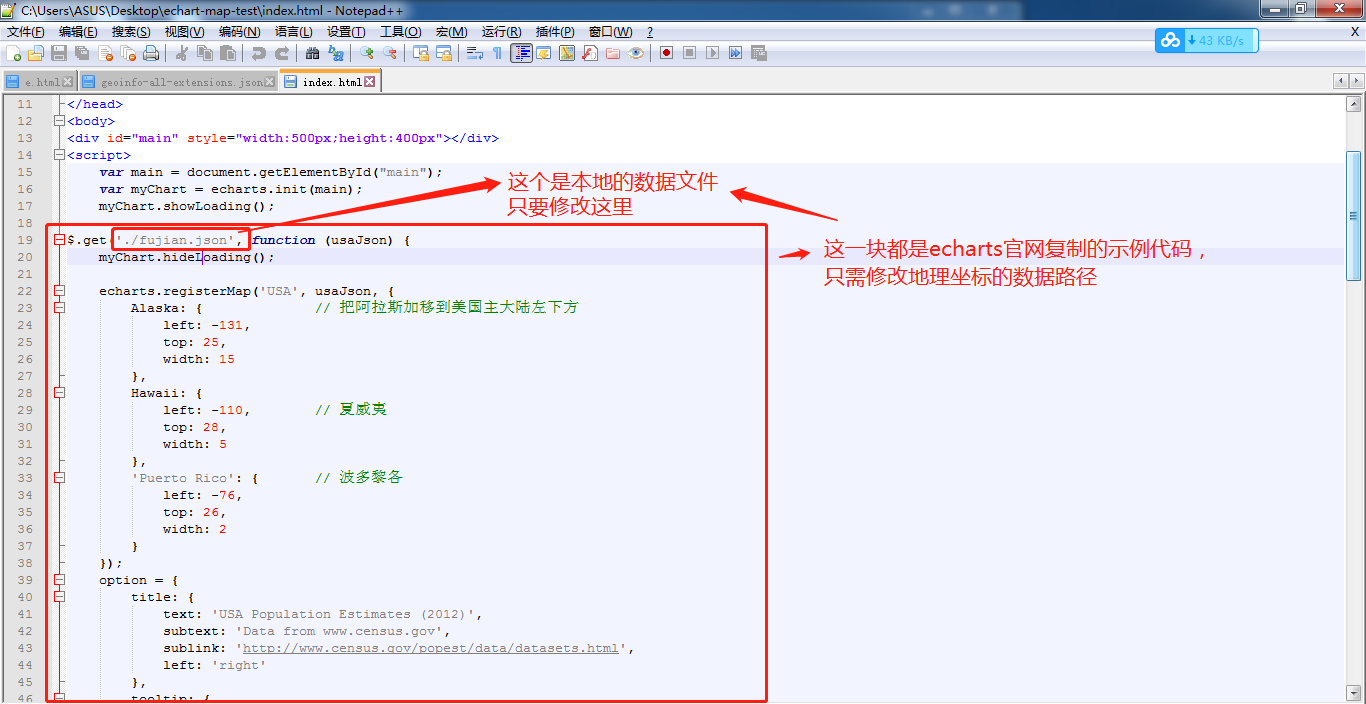 C:\Users\ASUS\Desktop\echart-map-test\index.html - Notepad++
文件(F) 编辑(E) 搜索(S) 视图(V) 编码(N) 语言(L) 设置(T) 工具(O) 宏(M) 运行(R) 插件(P) 窗口(W) ? X
43 KB/s
e.html geoinfo-all-extensions.json index.html
11 </head>
12 <body>
13 <div id="main" style="width:500px;height:400px"></div>
14 <script>
15 var main = document.getElementById("main");
16 var myChart = echarts.init(main);
17 myChart.showLoading();
18
19 $.get('./fujian.json', function (usaJson) {
20 myChart.hideLoading();
21
22 echarts.registerMap('USA', usaJson, {
23 Alaska: { // 把阿拉斯加移到美国主大陆左下方
24 left: -131,
25 top: 25,
26 width: 15
27 },
28 Hawaii: {
29 left: -110, // 夏威夷
30 top: 28,
31 width: 5
32 },
33 'Puerto Rico': { // 波多黎各
34 left: -76,
35 top: 26,
36 width: 2
37 }
38 });
39 option = {
40 title: {
41 text: 'USA Population Estimates (2012)',
42 subtext: 'Data from www.census.gov',
43 sublink: 'http://www.census.gov/popest/data/datasets.html',
44 left: 'right'
45 },
46 tooltip: {
这个是本地的数据文件
只要修改这里
这一块都是echarts官网复制的示例代码，
只需修改地理坐标的数据路径